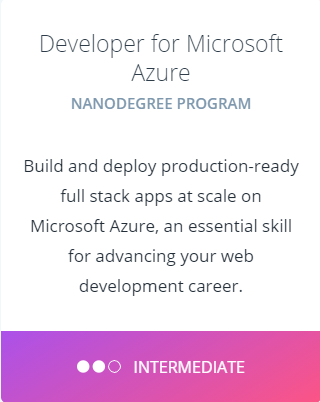 Developer for Microsoft
Azure
NANODEGREE PROGRAM
Build and deploy production-ready
full stack apps at scale on
Microsoft Azure, an essential skill
for advancing your web
development career.
INTERMEDIATE